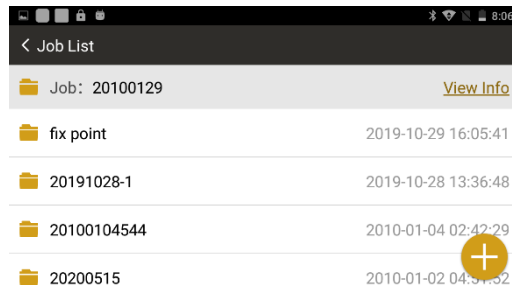 8:06
Job List
Job: 20100129 View Info
fix point 2019-10-29 16:05:41
20191028-1 2019-10-28 13:36:48
20100104544 2010-01-04 02:42:29
20200515 2010-01-02